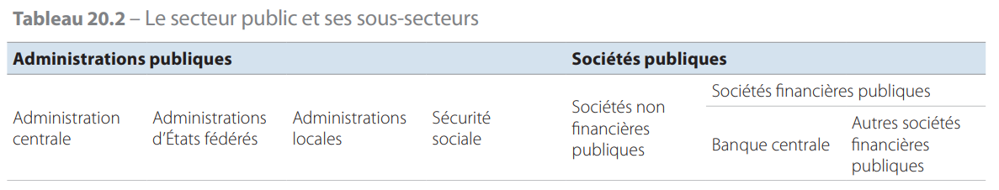 Tableau 20.2 – Le secteur public et ses sous-secteurs
Administrations publiques
Sociétés publiques
Administration
centrale
Administrations
d’États fédérés
Administrations
locales
Sécurité
sociale
Sociétés non
financières
publiques
Sociétés financières publiques
Banque centrale
Autres sociétés
financières
publiques